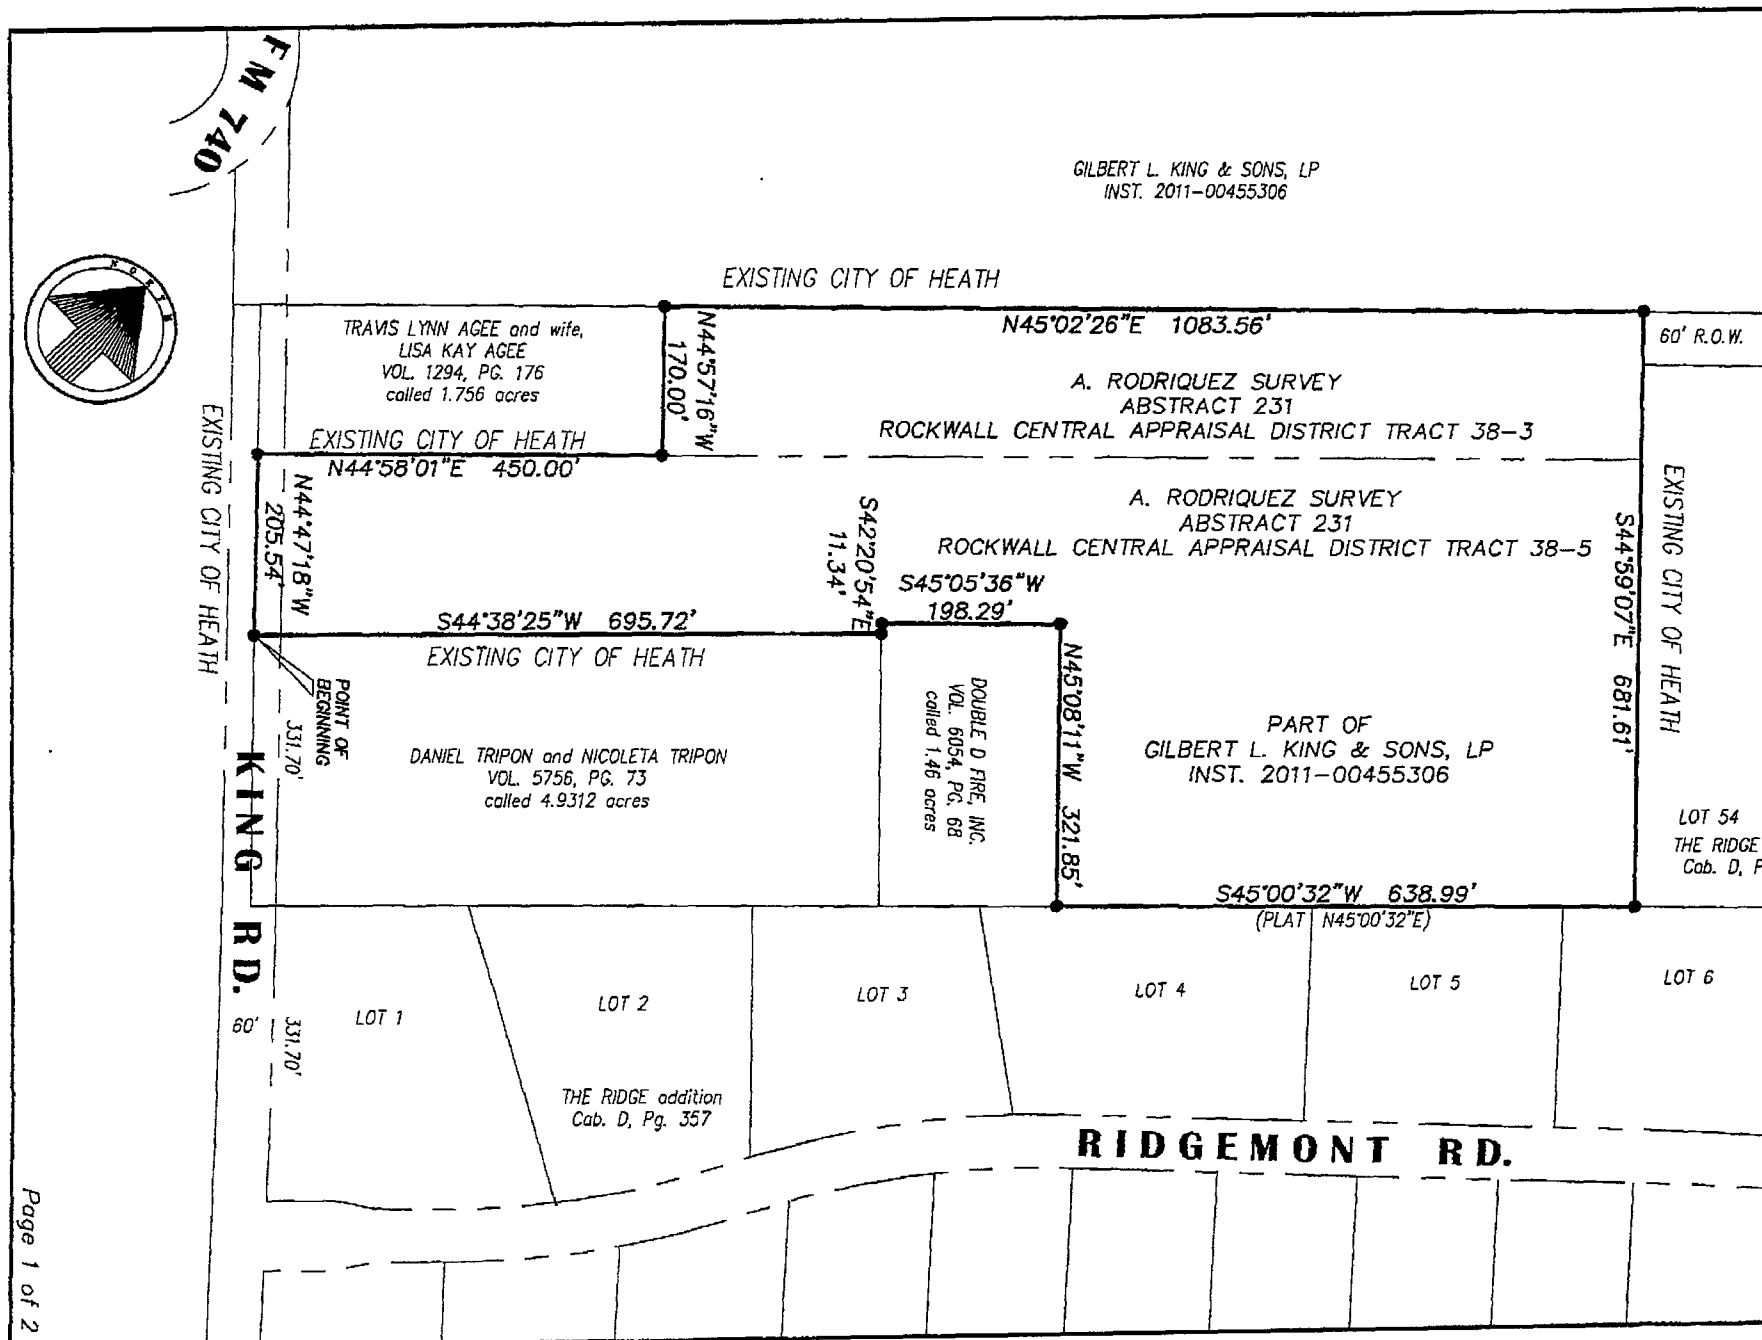 FM 740
NORTH
GILBERT L. KING & SONS, LP
INST. 2011-00455306
EXISTING CITY OF HEATH
N45°02'26"E 1083.56'
60' R.O.W.
TRAVIS LYNN AGEE and wife,
LISA KAY AGEE
VOL. 1294, PG. 176
called 1.756 acres
N44°57'16"W
170.00'
A. RODRIQUEZ SURVEY
ABSTRACT 231
ROCKWALL CENTRAL APPRAISAL DISTRICT TRACT 38-3
EXISTING CITY OF HEATH
N44°58'01"E 450.00'
EXISTING CITY OF HEATH
N44°47'18"W
205.54'
A. RODRIQUEZ SURVEY
ABSTRACT 231
ROCKWALL CENTRAL APPRAISAL DISTRICT TRACT 38-5
S42°20'54"E
11.34'
S45°05'36"W
198.29'
S44°59'07"E 681.61'
EXISTING CITY OF HEATH
S44°38'25"W 695.72'
EXISTING CITY OF HEATH
POINT OF
BEGINNING
331.70'
DANIEL TRIPON and NICOLETA TRIPON
VOL. 5756, PG. 73
called 4.9312 acres
DOUBLE D FIRE, INC.
VOL. 6054, PG. 68
called 1.46 acres
N45°08'11"W 321.85'
PART OF
GILBERT L. KING & SONS, LP
INST. 2011-00455306
LOT 54
THE RIDGE
Cab. D, P
S45°00'32"W 638.99'
(PLAT N45°00'32"E)
KING RD.
60'
331.70'
LOT 1
LOT 2
LOT 3
LOT 4
LOT 5
LOT 6
THE RIDGE addition
Cab. D, Pg. 357
RIDGEMONT RD.
Page 1 of 2